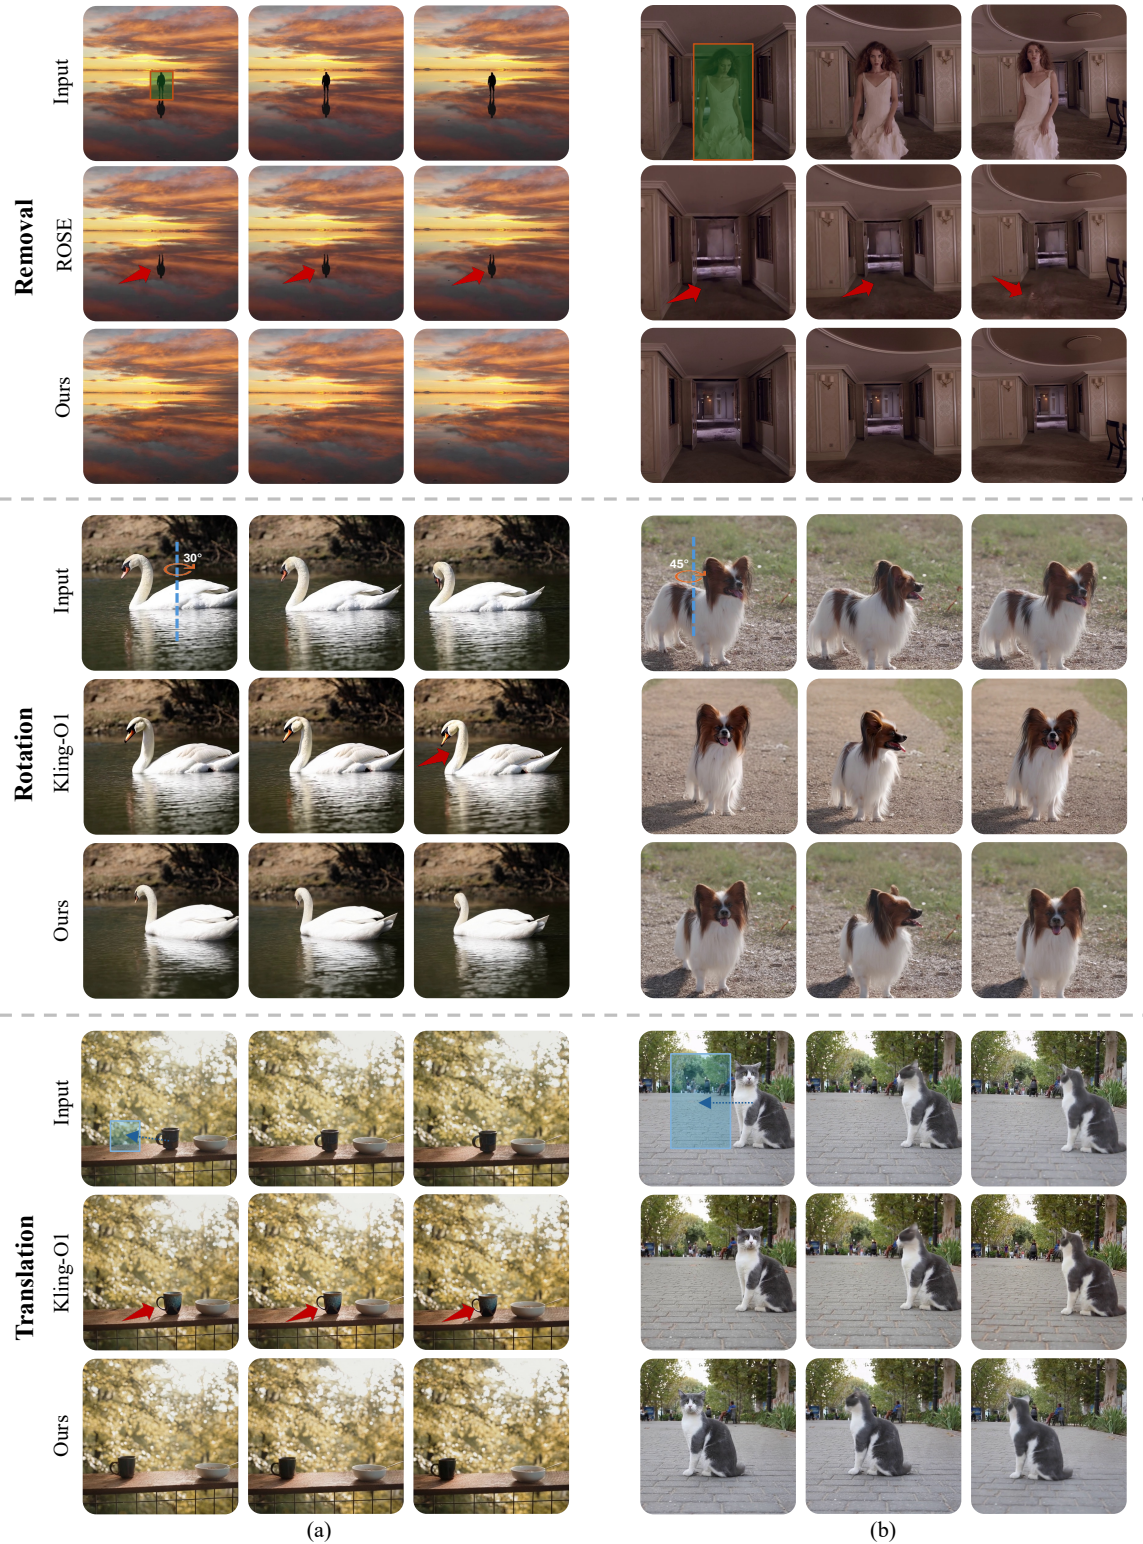 Removal
Input
ROSE
Ours
Rotation
Input
30°
45°
Kling-O1
Ours
Translation
Input
Kling-O1
Ours
(a)
(b)